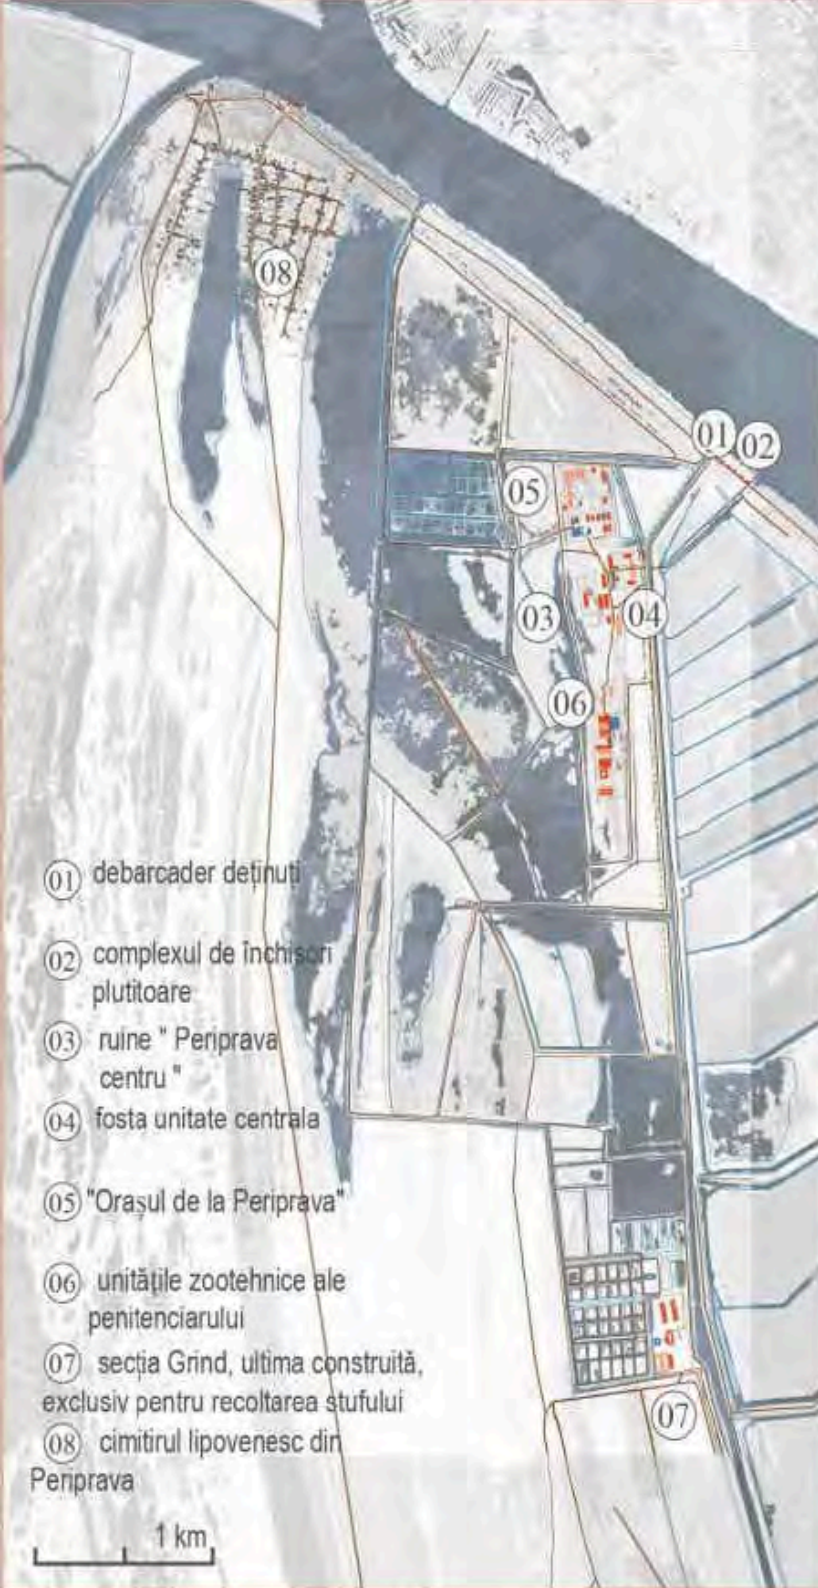 08
01 02
05
03 04
06
01 debarcader deținuți
02 complexul de închisori
plutitoare
03 ruine " Periprava
centru "
04 fosta unitate centrala
05 "Orașul de la Periprava"
06 unitățile zootehnice ale
penitenciarului
07 secția Grind, ultima construită,
exclusiv pentru recoltarea stufului
07
08 cimitirul lipovenesc din
Periprava
1 km